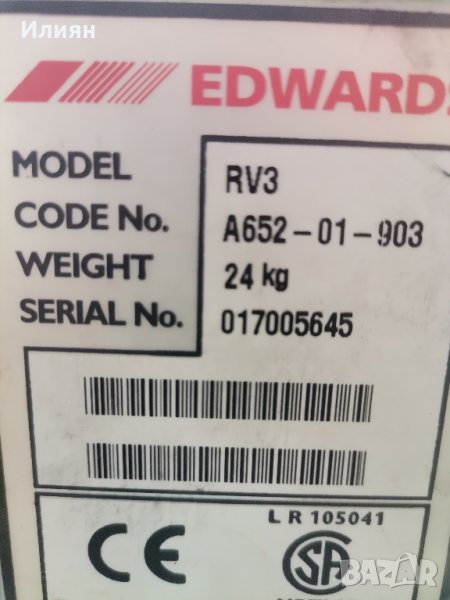 Илиян
EDWARDS
MODEL RV3
CODE No. A652-01-903
WEIGHT 24 kg
SERIAL No. 017005645
LR 105041
CE SA
BAZAR